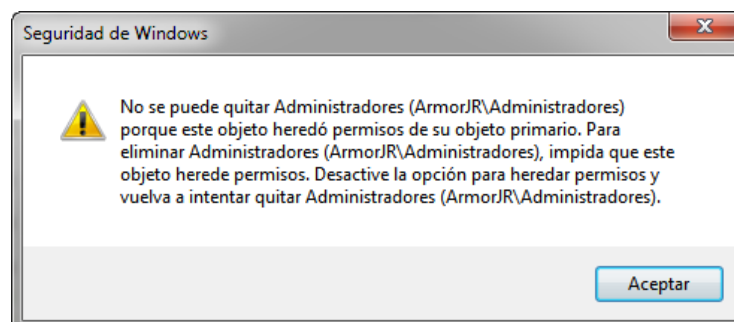 Seguridad de Windows
No se puede quitar Administradores (ArmorJR\Administradores)
porque este objeto heredó permisos de su objeto primario. Para
eliminar Administradores (ArmorJR\Administradores), impida que este
objeto herede permisos. Desactive la opción para heredar permisos y
vuelva a intentar quitar Administradores (ArmorJR\Administradores).
Aceptar